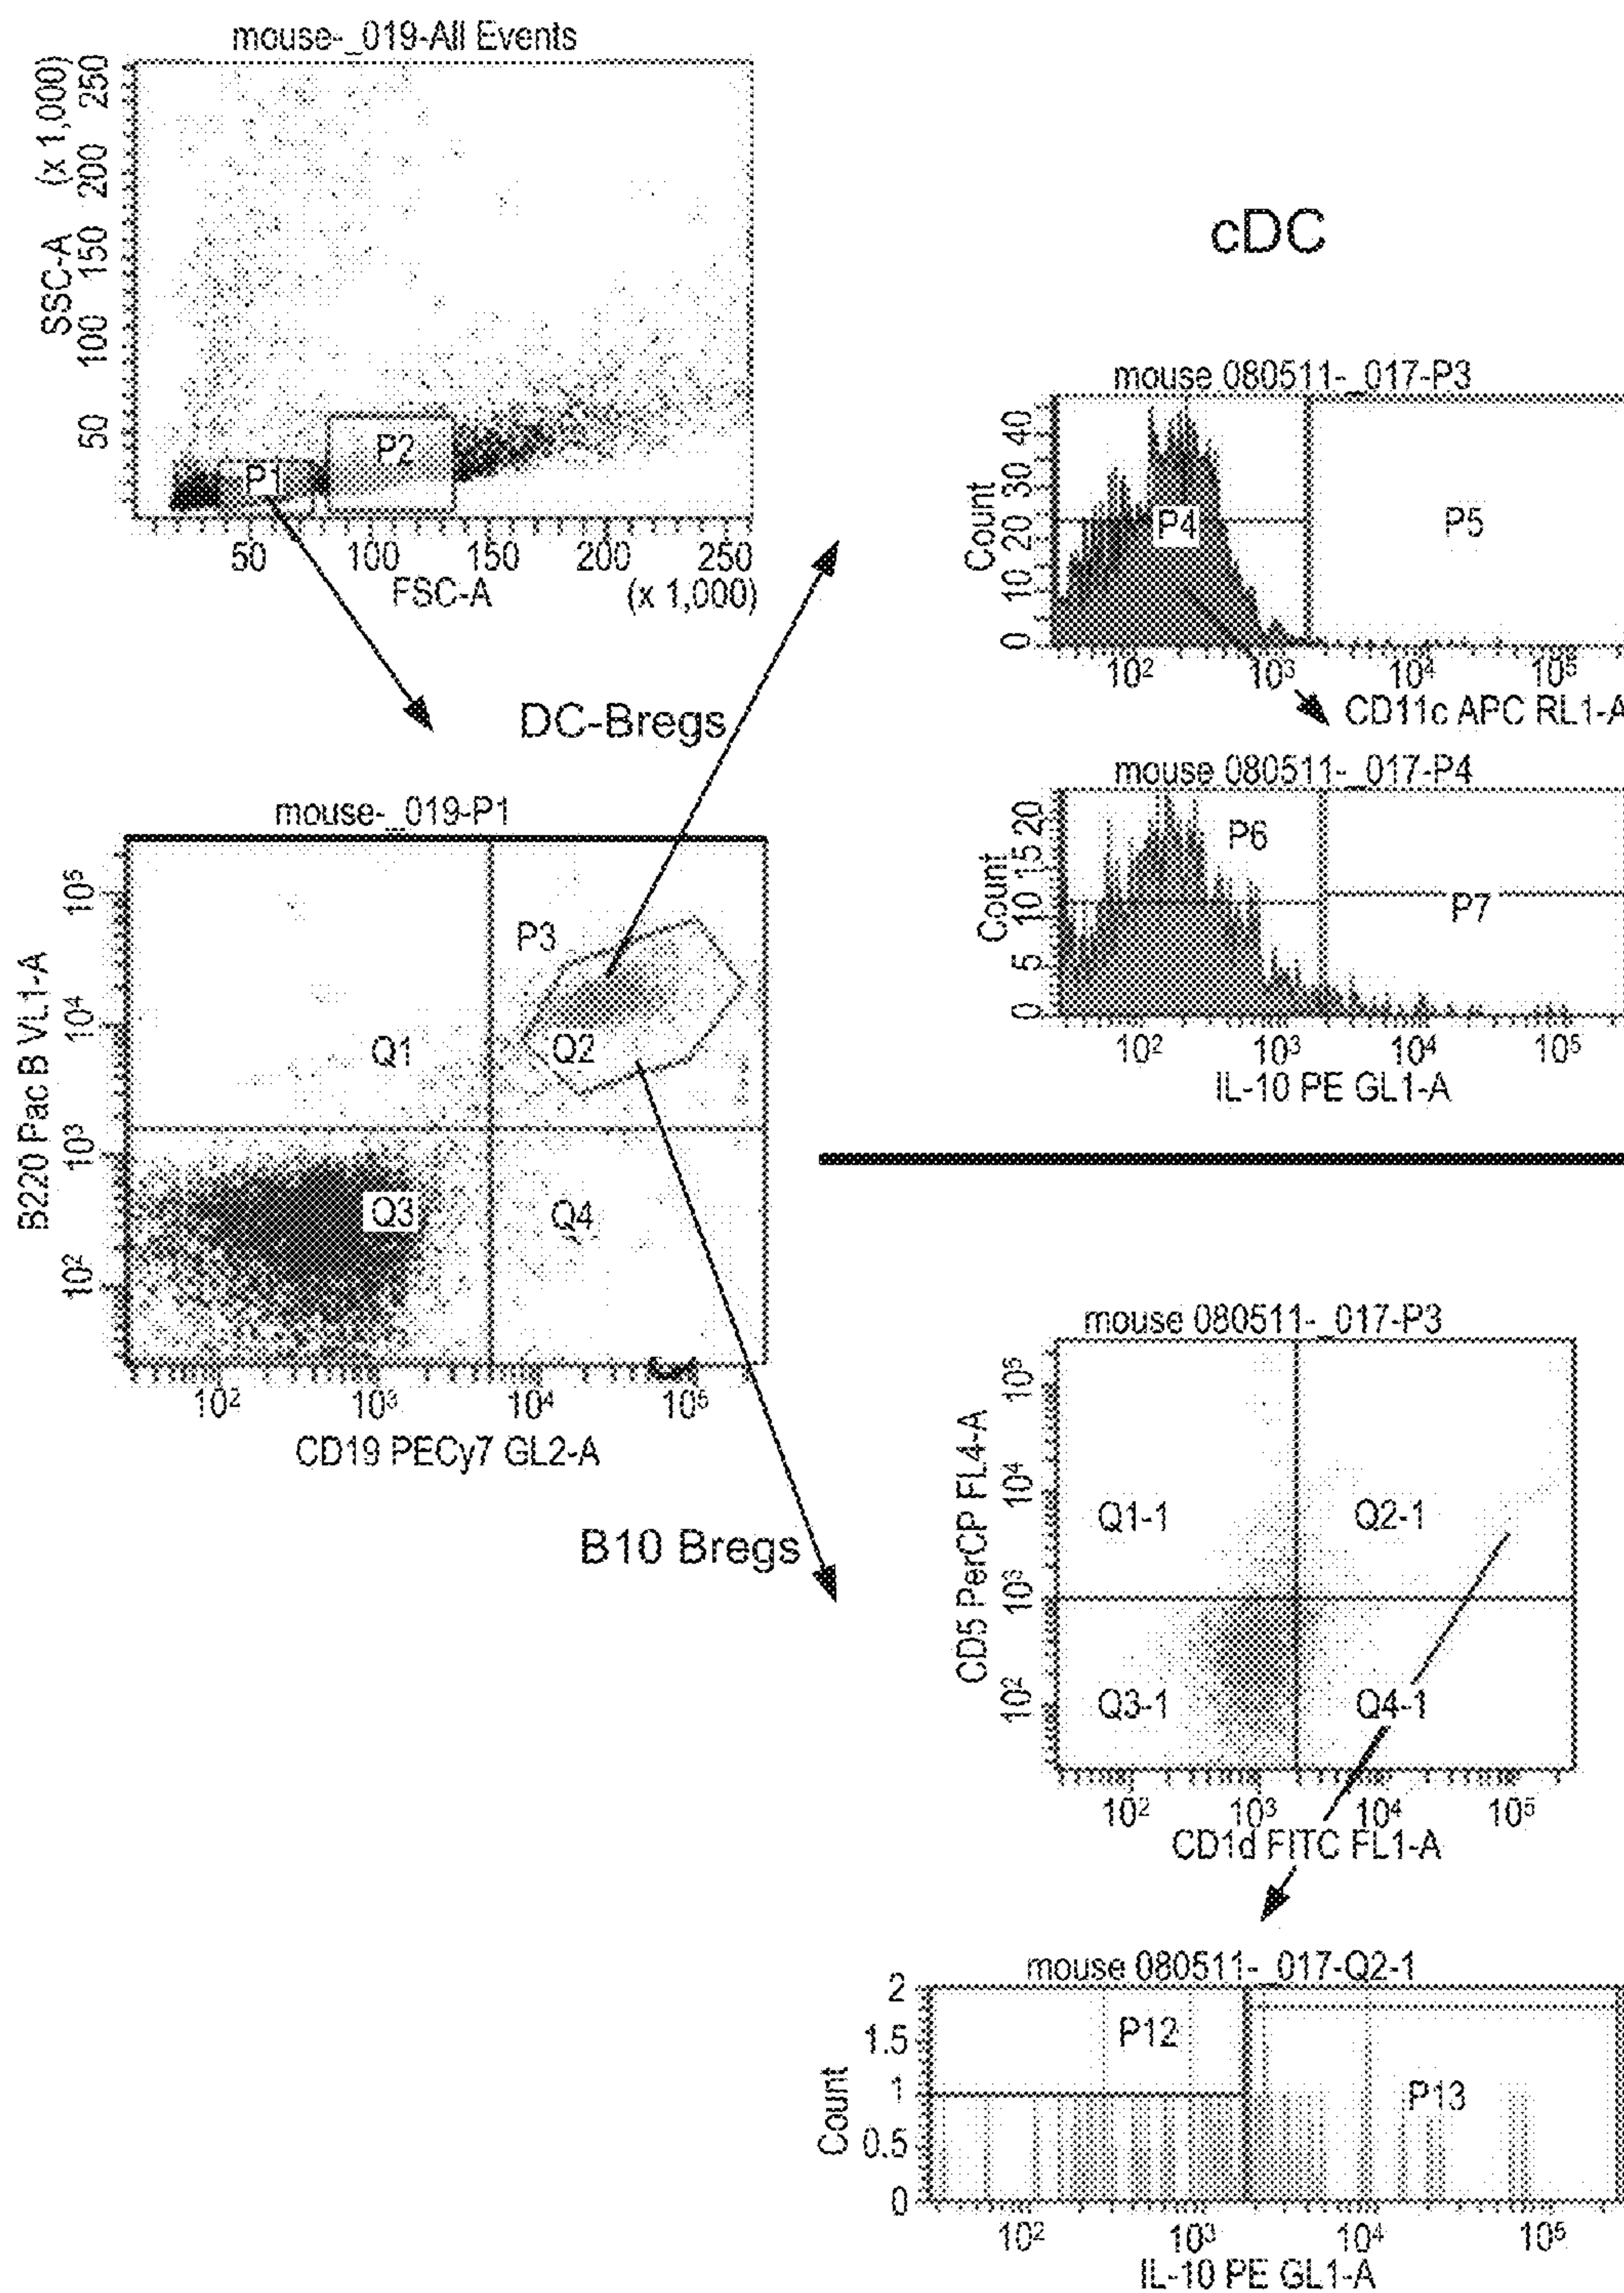 mouse-_019-All Events
SSC-A (x 1,000)
50 100 150 200 250
P1
P2
50 100 150 200 250
FSC-A (x 1,000)
DC-Bregs
mouse-_019-P1
B220 Pac B VL1-A
10² 10³ 10⁴ 10⁵
P3
Q1
Q2
Q3
Q4
10² 10³ 10⁴ 10⁵
CD19 PECy7 GL2-A
B10 Bregs
cDC
mouse 080511-_017-P3
Count
0 10 20 30 40
P4
P5
10² 10³ 10⁴ 10⁵
CD11c APC RL1-A
mouse 080511-_017-P4
Count
0 5 10 15 20
P6
P7
10² 10³ 10⁴ 10⁵
IL-10 PE GL1-A
mouse 080511-_017-P3
CD5 PerCP FL4-A
10² 10³ 10⁴ 10⁵
Q1-1
Q2-1
Q3-1
Q4-1
10² 10³ 10⁴ 10⁵
CD1d FITC FL1-A
mouse 080511-_017-Q2-1
Count
0 0.5 1 1.5 2
P12
P13
10² 10³ 10⁴ 10⁵
IL-10 PE GL1-A